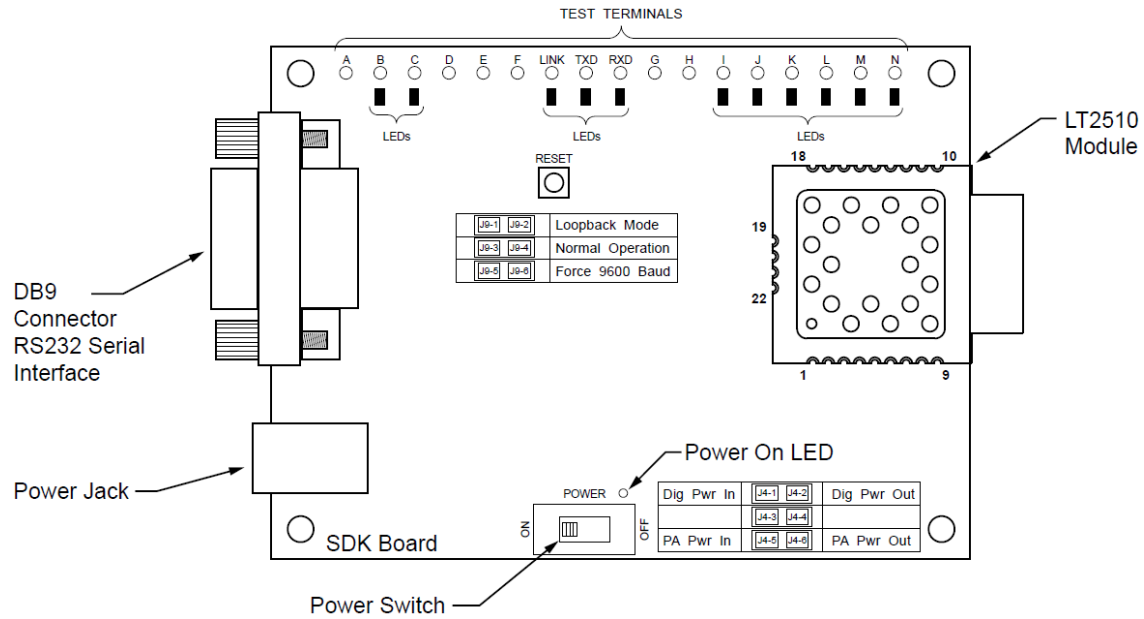 TEST TERMINALS
A B C D E F LINK TXD RXD G H I J K L M N
LEDs LEDs LEDs
LT2510
Module
RESET
18 10
J9-1 J9-2 Loopback Mode
J9-3 J9-4 Normal Operation
J9-5 J9-6 Force 9600 Baud
19
22
DB9
Connector
RS232 Serial
Interface
1 9
Power On LED
Power Jack
POWER
ON
OFF
Dig Pwr In J4-1 J4-2 Dig Pwr Out
J4-3 J4-4
PA Pwr In J4-5 J4-6 PA Pwr Out
SDK Board
Power Switch